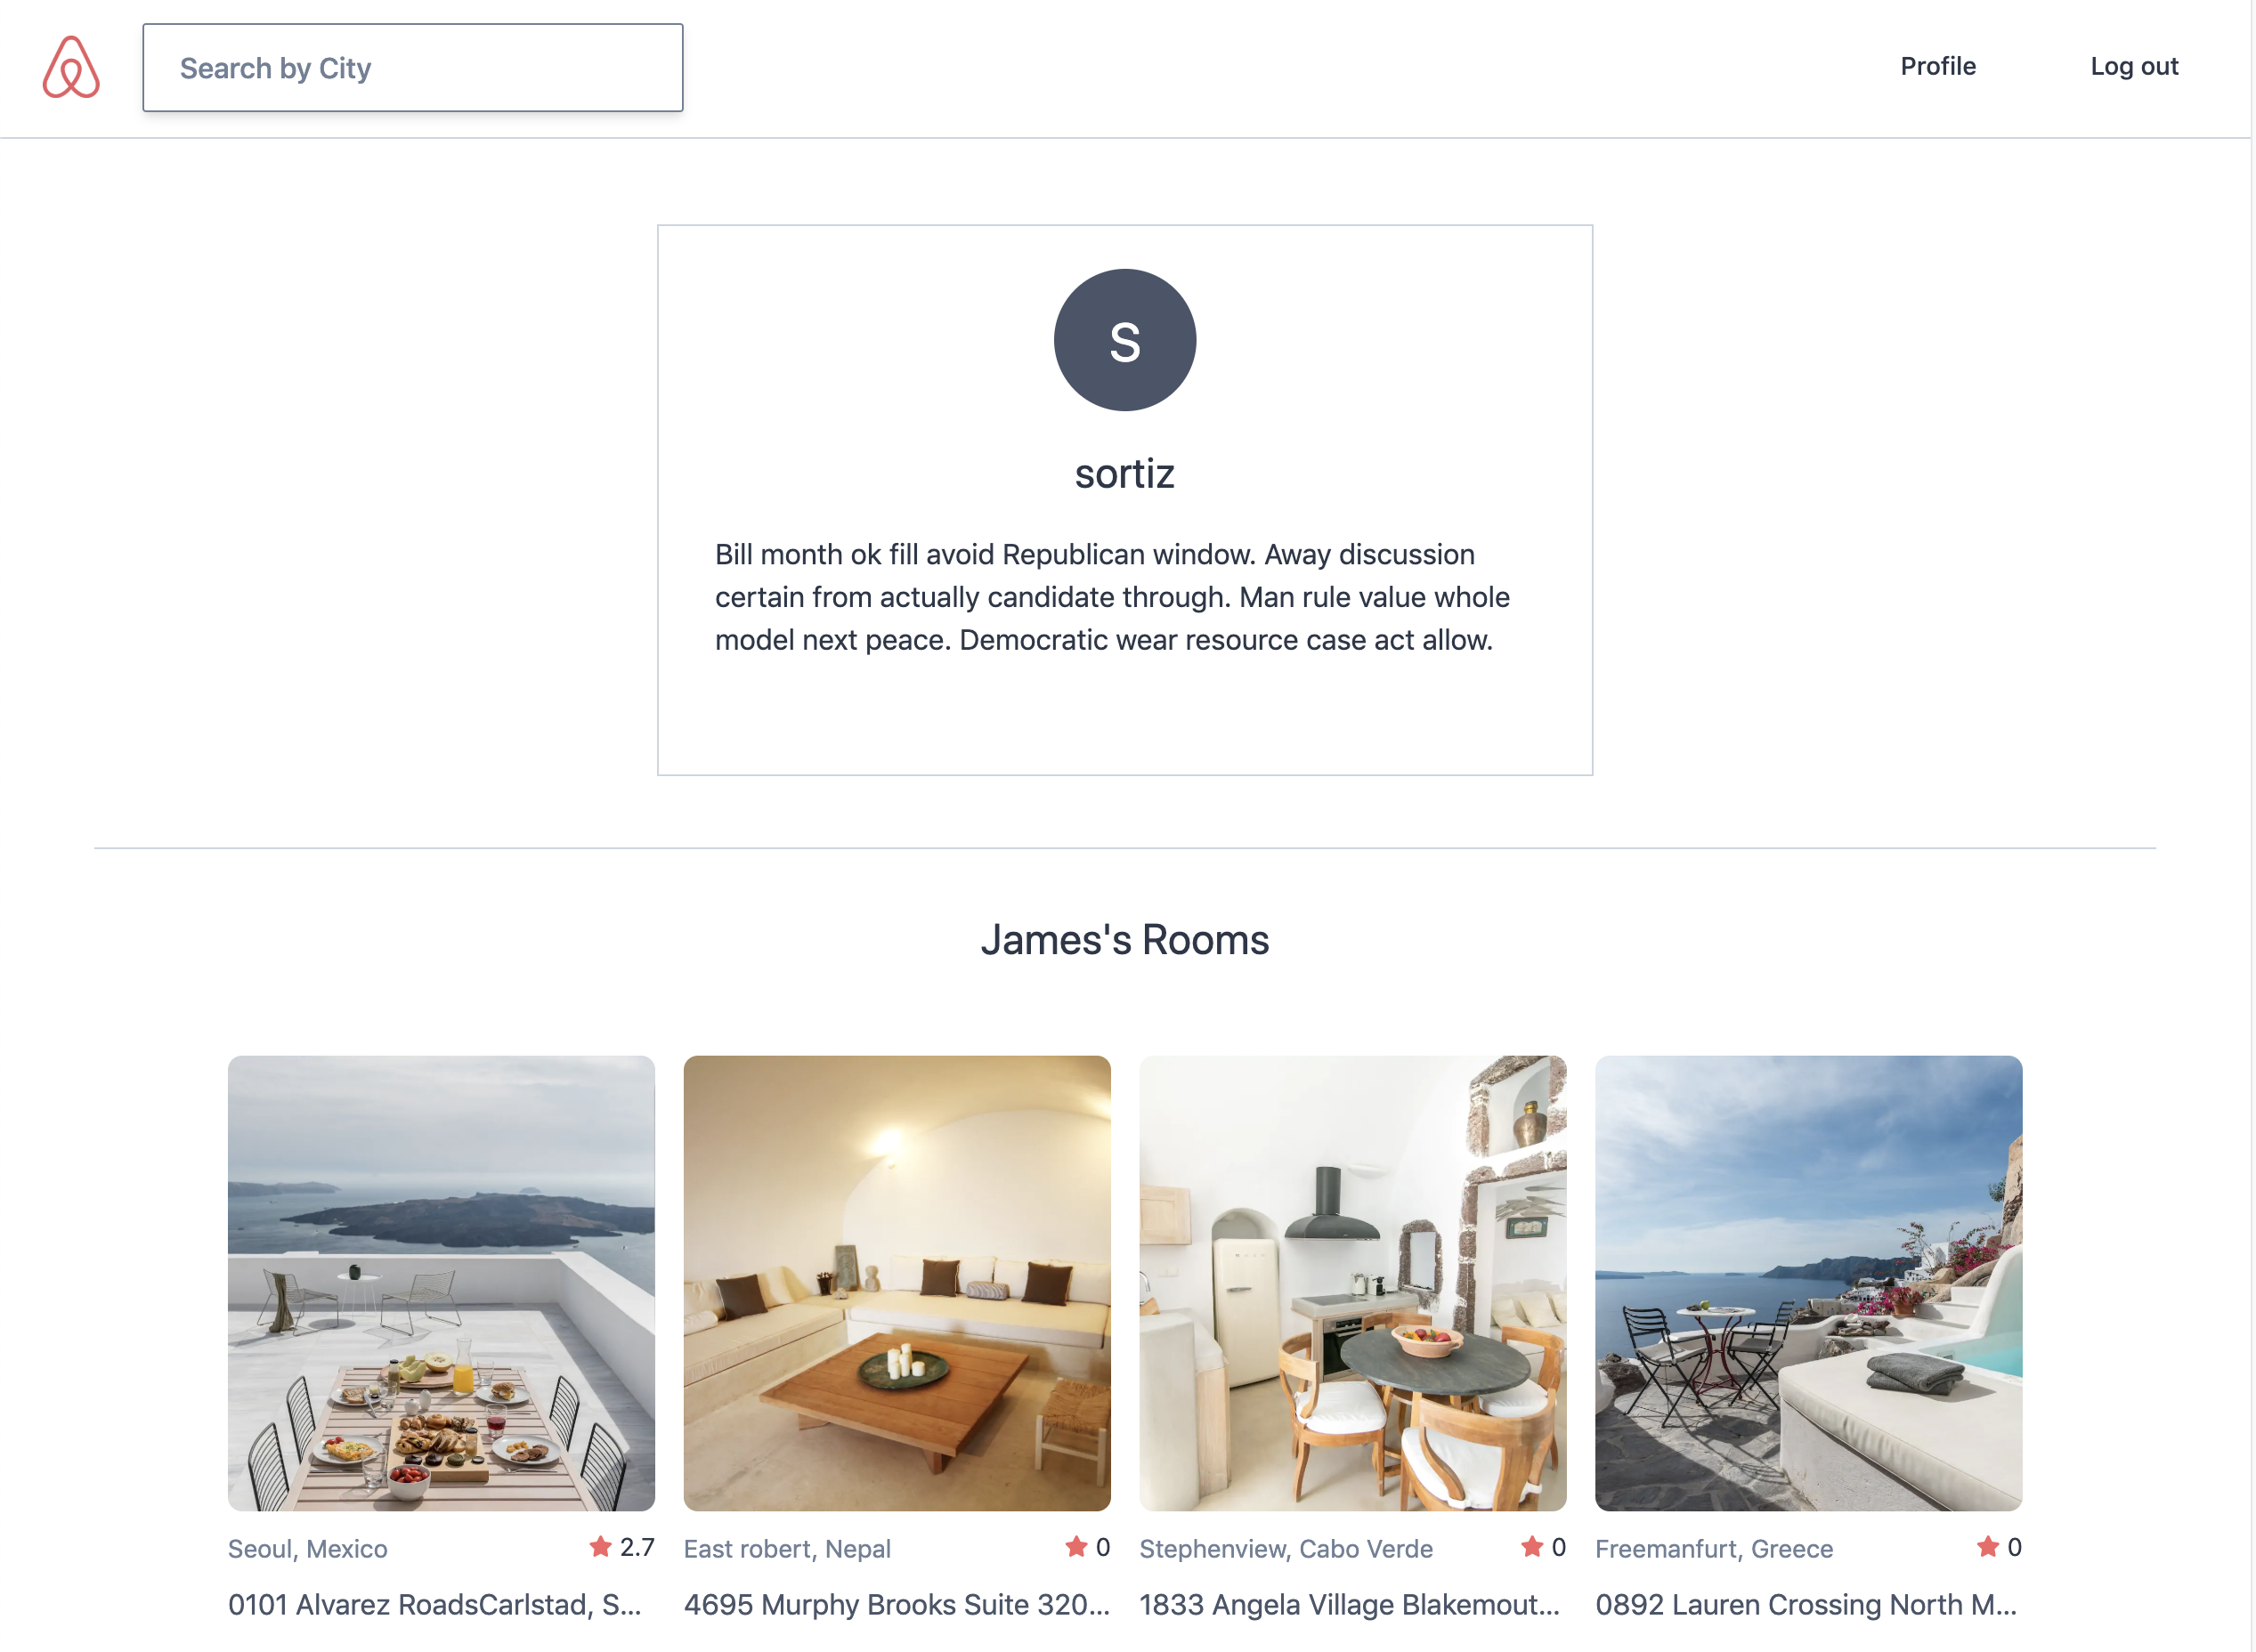 Search by City
Profile
Log out
S
sortiz
Bill month ok fill avoid Republican window. Away discussion
certain from actually candidate through. Man rule value whole
model next peace. Democratic wear resource case act allow.
James's Rooms
Seoul, Mexico
2.7
East robert, Nepal
0
Stephenview, Cabo Verde
0
Freemanfurt, Greece
0
0101 Alvarez RoadsCarlstad, S...
4695 Murphy Brooks Suite 320...
1833 Angela Village Blakemout...
0892 Lauren Crossing North M...